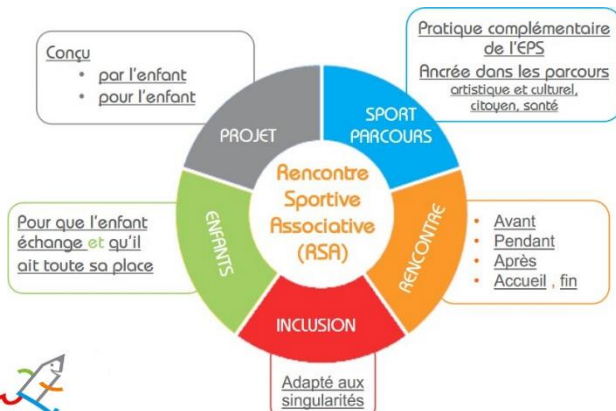 Conçu
• par l'enfant
• pour l'enfant
Pratique complémentaire
de l'EPS
Ancrée dans les parcours
artistique et culturel,
citoyen, santé
PROJET
SPORT
PARCOURS
Rencontre
Sportive
Associative
(RSA)
Pour que l'enfant
échange et qu'il
ait toute sa place
ENFANTS
RENCONTRE
• Avant
• Pendant
• Après
• Accueil , fin
INCLUSION
Adapté aux
singularités